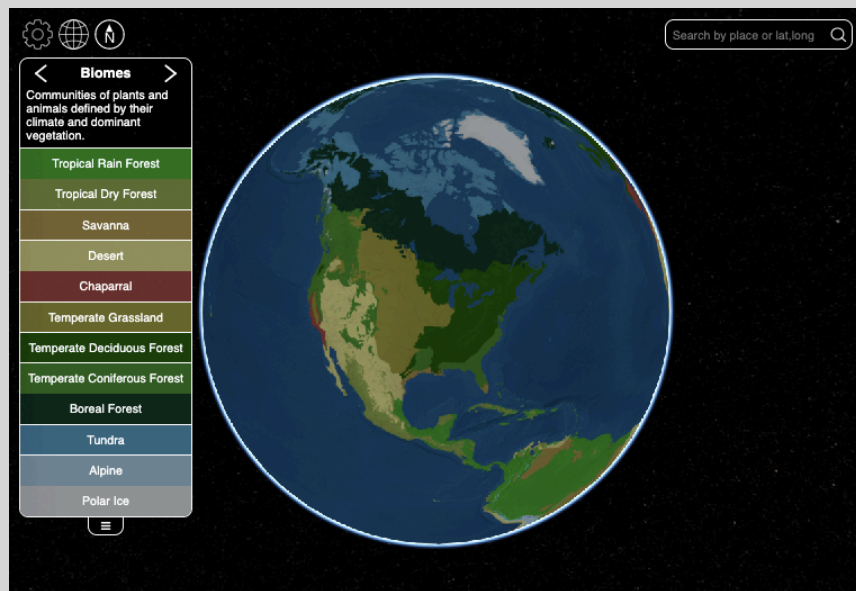 N
Search by place or lat,long
Biomes
Communities of plants and
animals defined by their
climate and dominant
vegetation.
Tropical Rain Forest
Tropical Dry Forest
Savanna
Desert
Chaparral
Temperate Grassland
Temperate Deciduous Forest
Temperate Coniferous Forest
Boreal Forest
Tundra
Alpine
Polar Ice